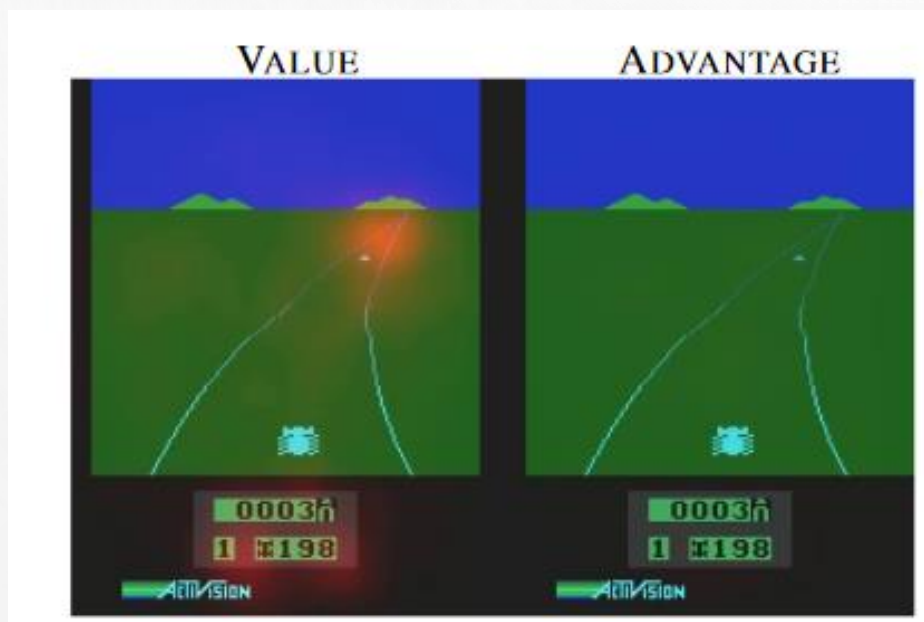 VALUE
ADVANTAGE
0003
1 198
ACTIVISION
0003
1 198
ACTIVISION